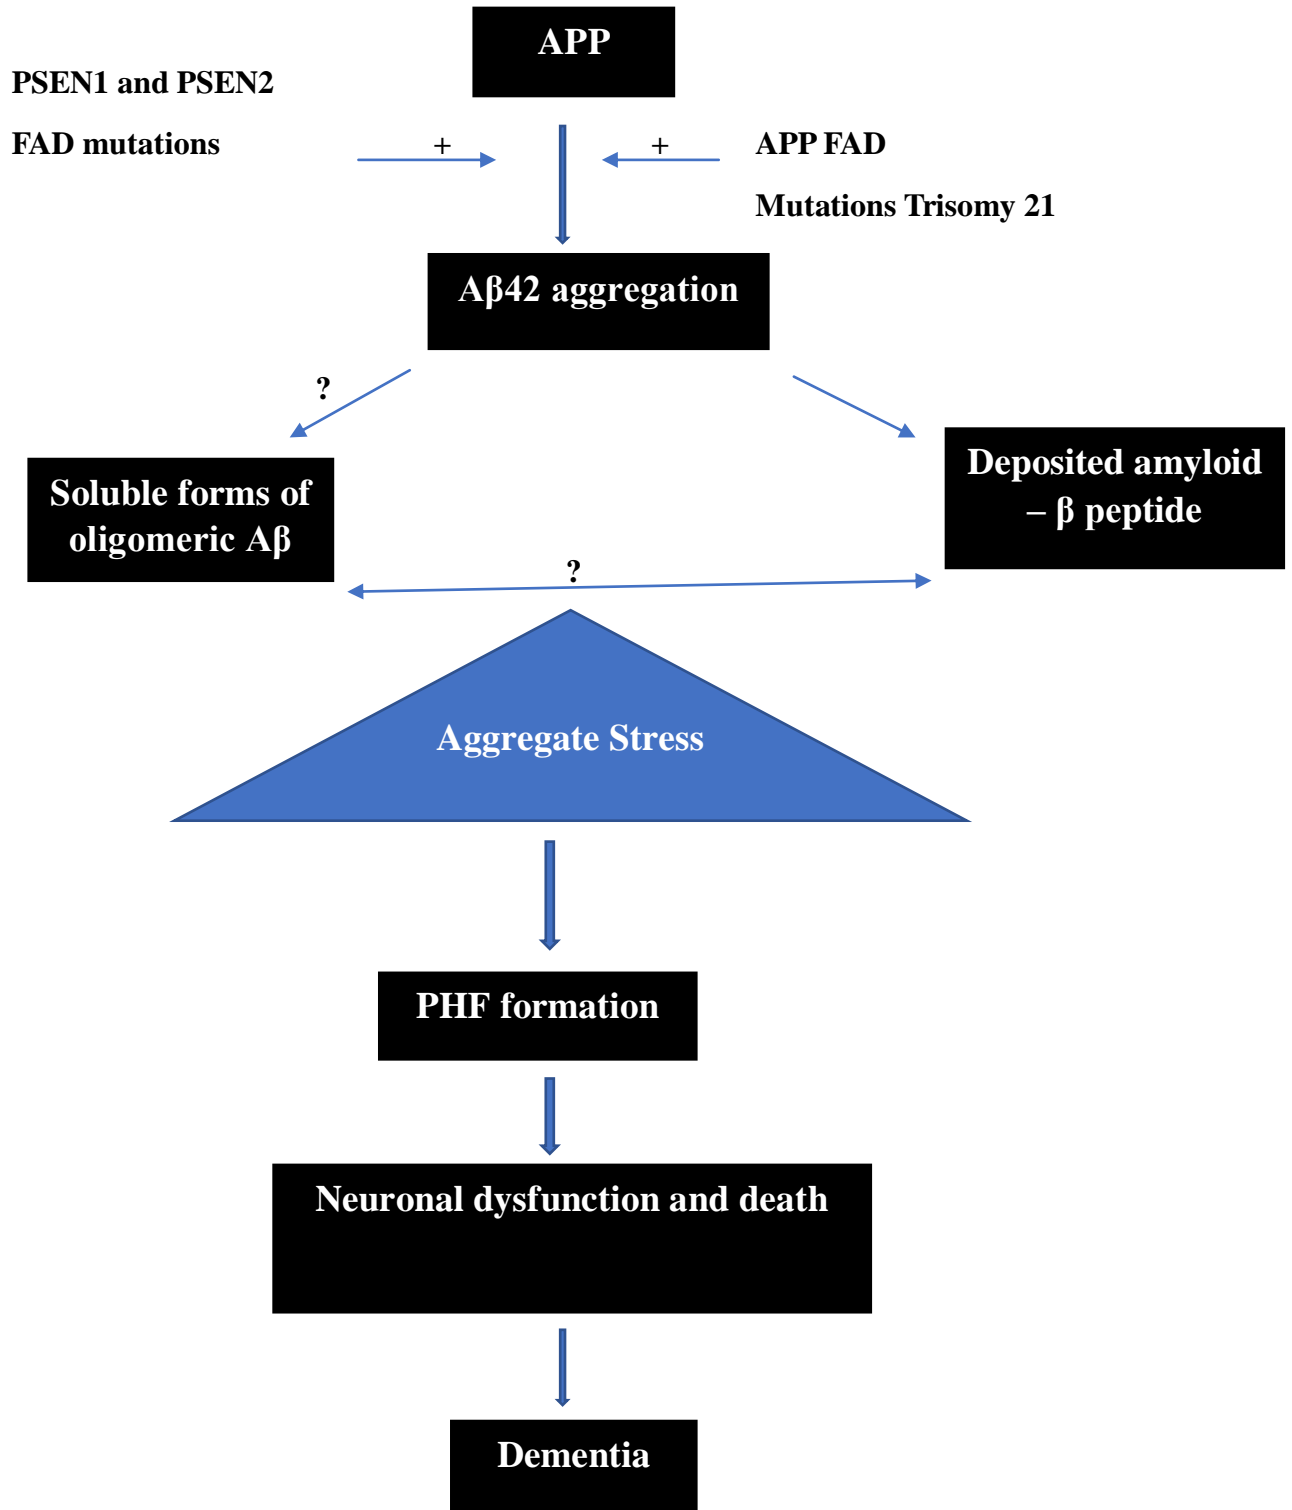 APP
PSEN1 and PSEN2
FAD mutations
+
+
APP FAD
Mutations Trisomy 21
Aβ42 aggregation
?
Soluble forms of
oligomeric Aβ
Deposited amyloid
– β peptide
?
Aggregate Stress
PHF formation
Neuronal dysfunction and death
Dementia